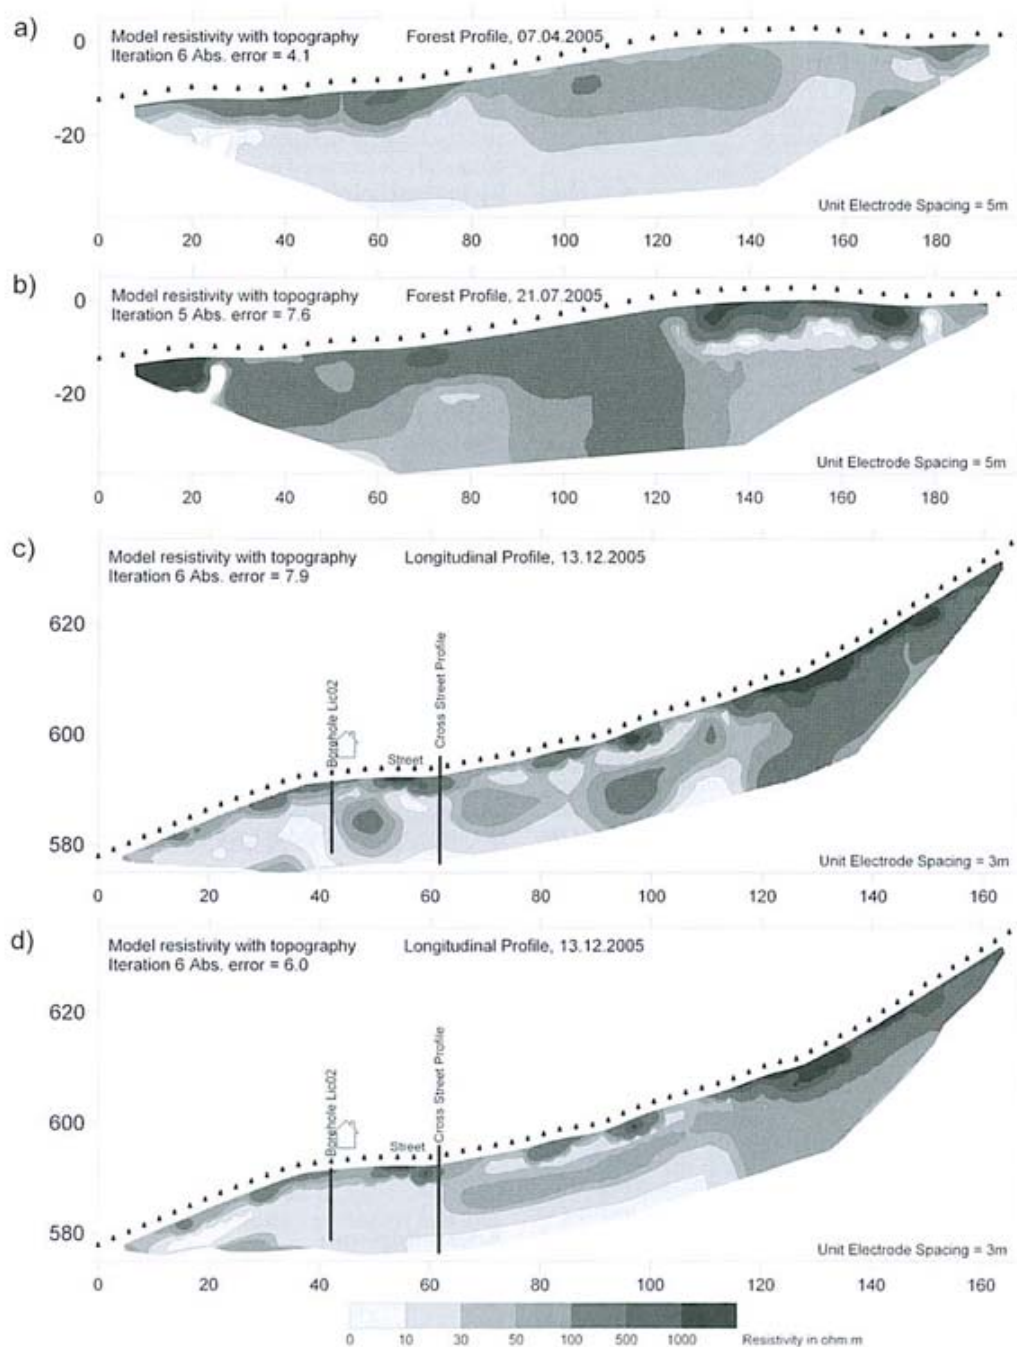 a)
Model resistivity with topography
Forest Profile, 07.04.2005
Iteration 6 Abs. error = 4.1
0
-20
Unit Electrode Spacing = 5m
0 20 40 60 80 100 120 140 160 180
b)
Model resistivity with topography
Forest Profile, 21.07.2005
Iteration 5 Abs. error = 7.6
0
-20
Unit Electrode Spacing = 5m
0 20 40 60 80 100 120 140 160 180
c)
Model resistivity with topography
Longitudinal Profile, 13.12.2005
Iteration 6 Abs. error = 7.9
620
600
580
Borehole Lic02
Street
Cross Street Profile
Unit Electrode Spacing = 3m
0 20 40 60 80 100 120 140 160
d)
Model resistivity with topography
Longitudinal Profile, 13.12.2005
Iteration 6 Abs. error = 6.0
620
600
580
Borehole Lic02
Street
Cross Street Profile
Unit Electrode Spacing = 3m
0 20 40 60 80 100 120 140 160
0 10 30 50 100 500 1000 Resistivity in ohm.m